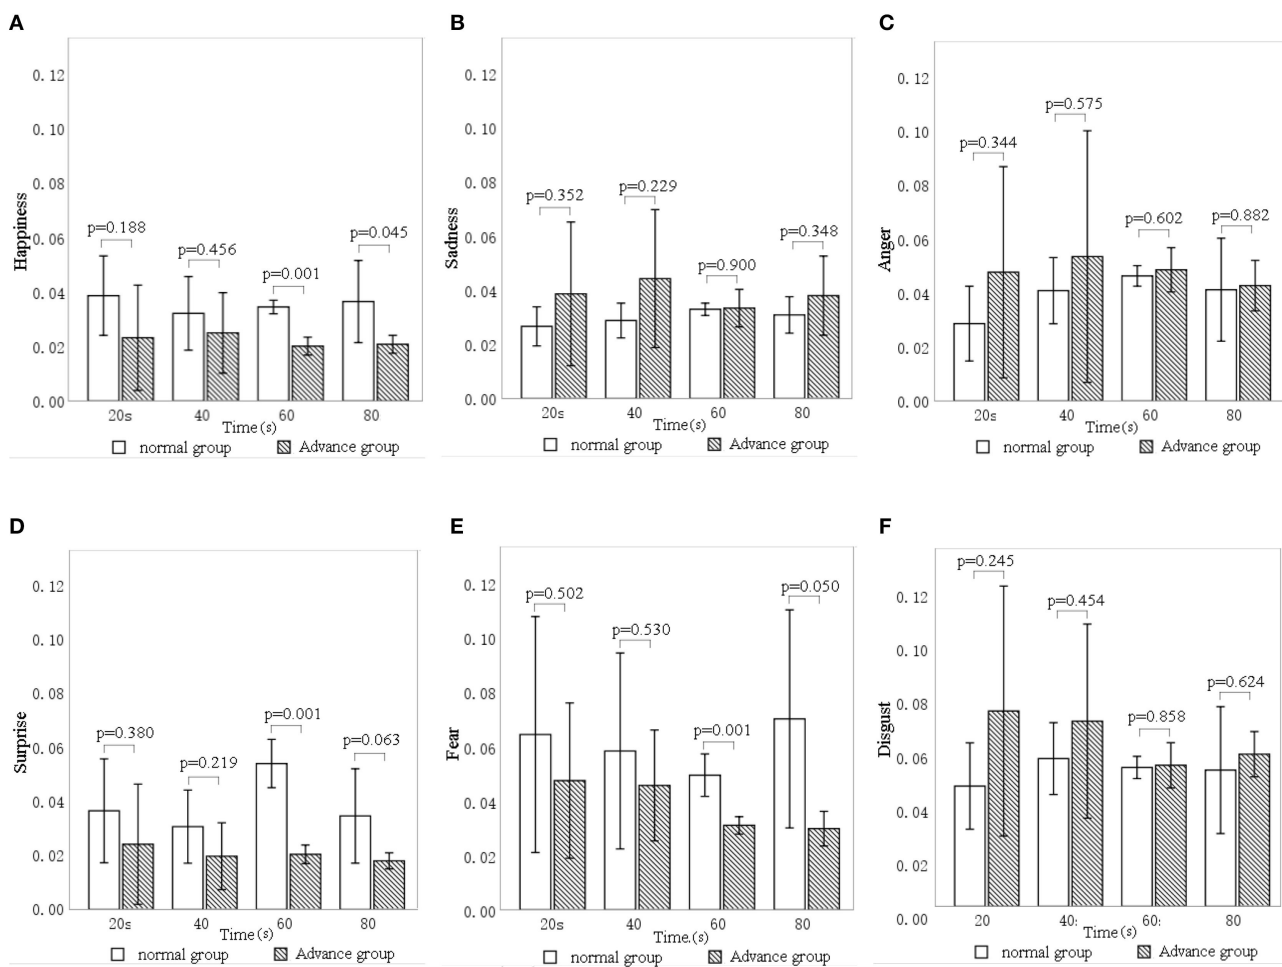 A
0.12
0.10
0.08
0.06
0.04
0.02
0.00
Happiness
p=0.188
p=0.456
p=0.001
p=0.045
20s 40 60 80
Time(s)
normal group Advance group
B
0.12
0.10
0.08
0.06
0.04
0.02
0.00
Sadness
p=0.352
p=0.229
p=0.900
p=0.348
20s 40 60 80
Time(s)
normal group Advance group
C
0.12
0.10
0.08
0.06
0.04
0.02
0.00
Anger
p=0.344
p=0.575
p=0.602
p=0.882
20s 40 60 80
Time(s)
normal group Advance group
D
0.12
0.10
0.08
0.06
0.04
0.02
0.00
Surprise
p=0.380
p=0.219
p=0.001
p=0.063
20s 40 60 80
Time(s)
normal group Advance group
E
0.12
0.10
0.08
0.06
0.04
0.02
0.00
Fear
p=0.502
p=0.530
p=0.001
p=0.050
20s 40 60 80
Time.(s)
normal group Advance group
F
0.12
0.10
0.08
0.06
0.04
0.02
0.00
Disgust
p=0.245
p=0.454
p=0.858
p=0.624
20 40: 60: 80
Time(s)
normal group Advance group